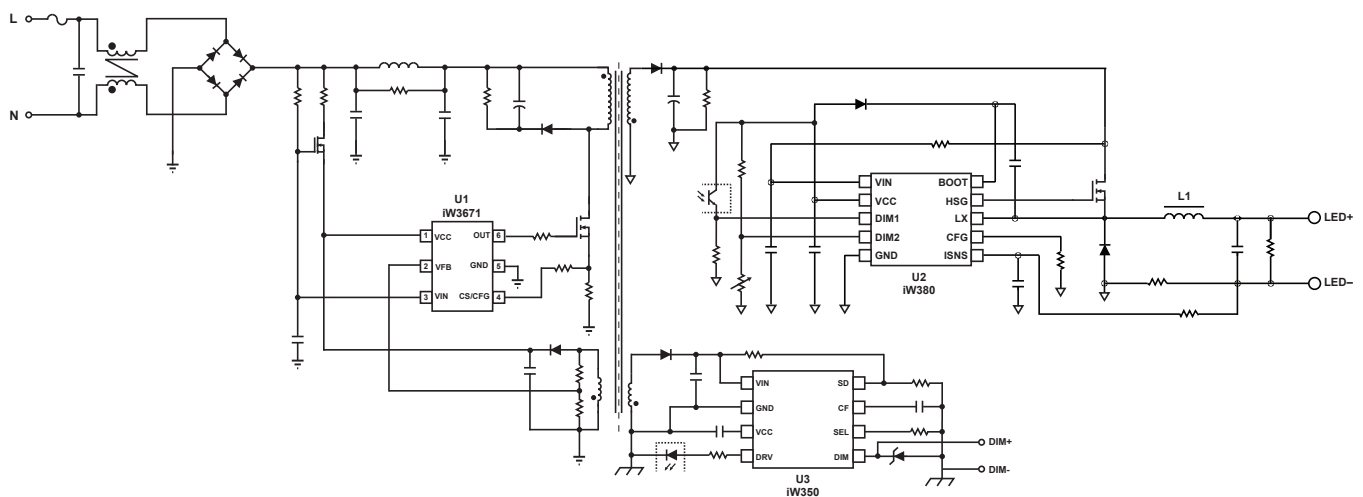 L
N
U1
iW3671
1 VCC
OUT 6
2 VFB
GND 5
3 VIN
CS/CFG 4
VIN
BOOT
VCC
HSG
DIM1
LX
DIM2
CFG
GND
ISNS
U2
iW380
L1
LED+
LED–
VIN
SD
GND
CF
VCC
SEL
DRV
DIM
U3
iW350
DIM+
DIM-